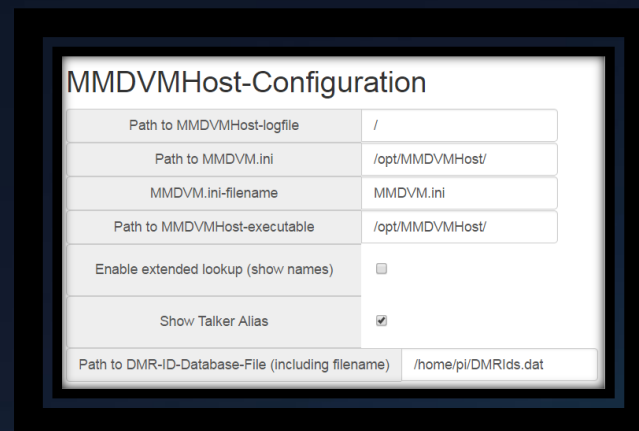 MMDVMHost-Configuration
Path to MMDVMHost-logfile /
Path to MMDVM.ini /opt/MMDVMHost/
MMDVM.ini-filename MMDVM.ini
Path to MMDVMHost-executable /opt/MMDVMHost/
Enable extended lookup (show names)
Show Talker Alias
Path to DMR-ID-Database-File (including filename) /home/pi/DMRIds.dat